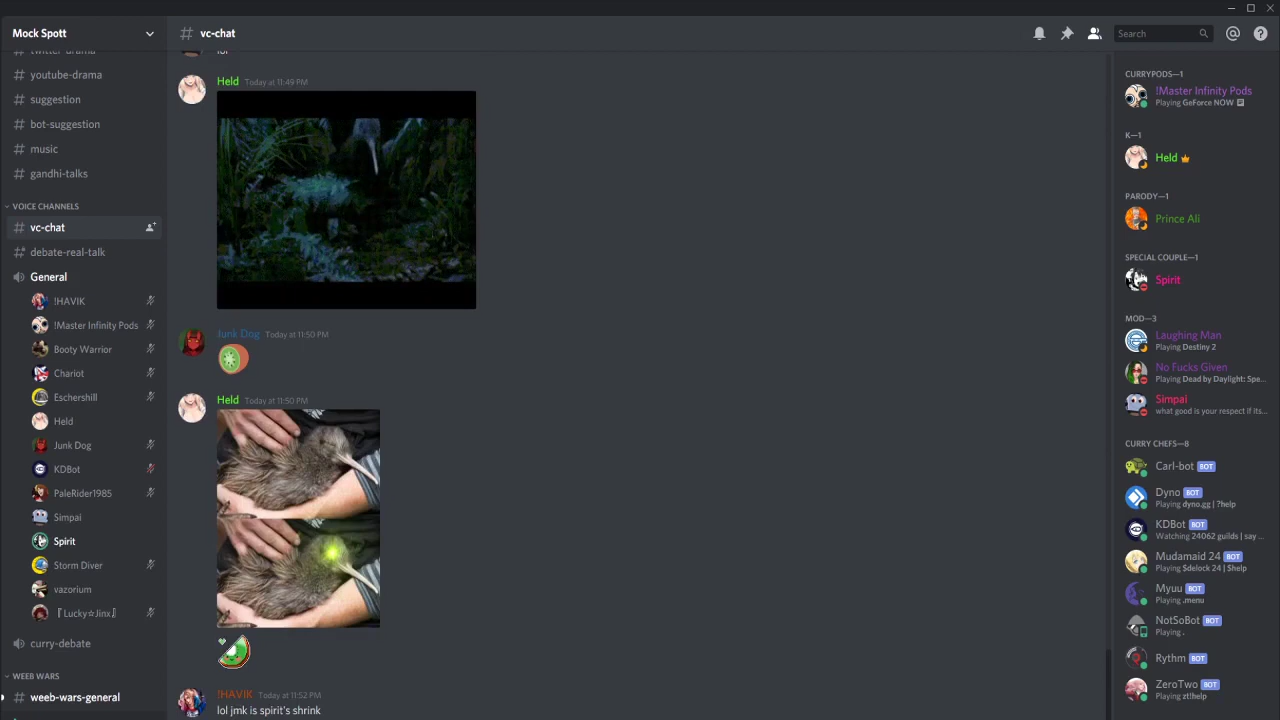 Mock Spott
twitter-drama
youtube-drama
suggestion
bot-suggestion
music
gandhi-talks
VOICE CHANNELS
vc-chat
debate-real-talk
General
!HAVIK
!Master Infinity Pods
Booty Warrior
Chariot
Eschershill
Held
Junk Dog
KDBot
PaleRider1985
Simpai
Spirit
Storm Diver
vazorium
『Lucky☆Jinx』
curry-debate
WEEB WARS
weeb-wars-general
vc-chat
Search
lol
Held Today at 11:49 PM
Junk Dog Today at 11:50 PM
Held Today at 11:50 PM
!HAVIK Today at 11:52 PM
lol jmk is spirit's shrink
CURRYPODS—1
!Master Infinity Pods
Playing GeForce NOW
K—1
Held
PARODY—1
Prince Ali
SPECIAL COUPLE—1
Spirit
MOD—3
Laughing Man
Playing Destiny 2
No Fucks Given
Playing Dead by Daylight: Spe...
Simpai
what good is your respect if its...
CURRY CHEFS—8
Carl-bot BOT
Dyno BOT
Playing dyno.gg | ?help
KDBot BOT
Watching 24062 guilds | say ...
Mudamaid 24 BOT
Playing $delock 24 | $help
Myuu BOT
Playing .menu
NotSoBot BOT
Playing .
Rythm BOT
ZeroTwo BOT
Playing zt!help